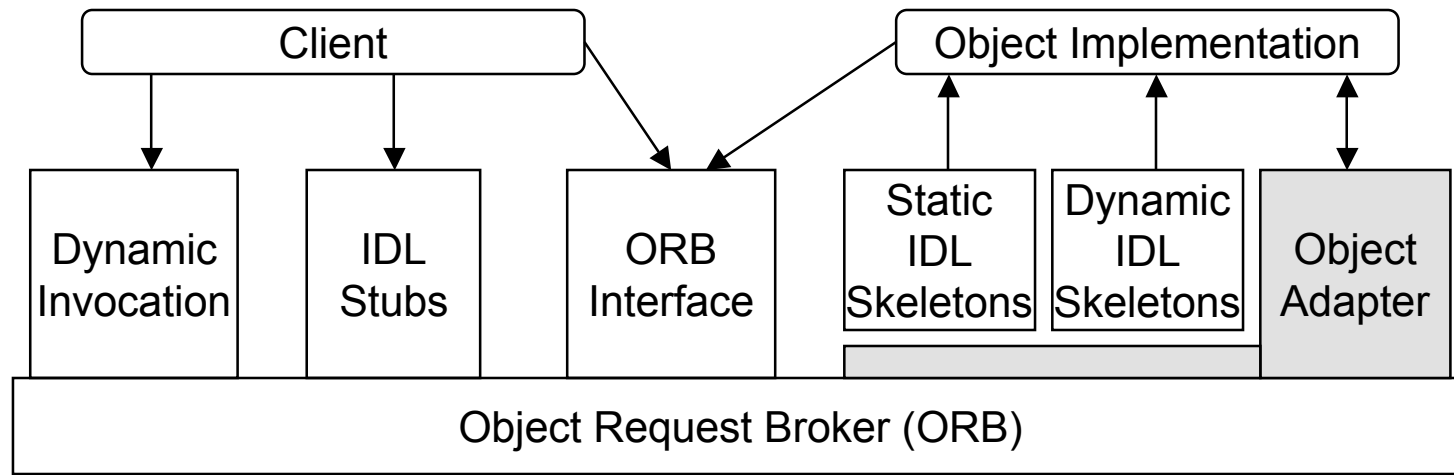 Client
Object Implementation
Dynamic
Invocation
IDL
Stubs
ORB
Interface
Static
IDL
Skeletons
Dynamic
IDL
Skeletons
Object
Adapter
Object Request Broker (ORB)